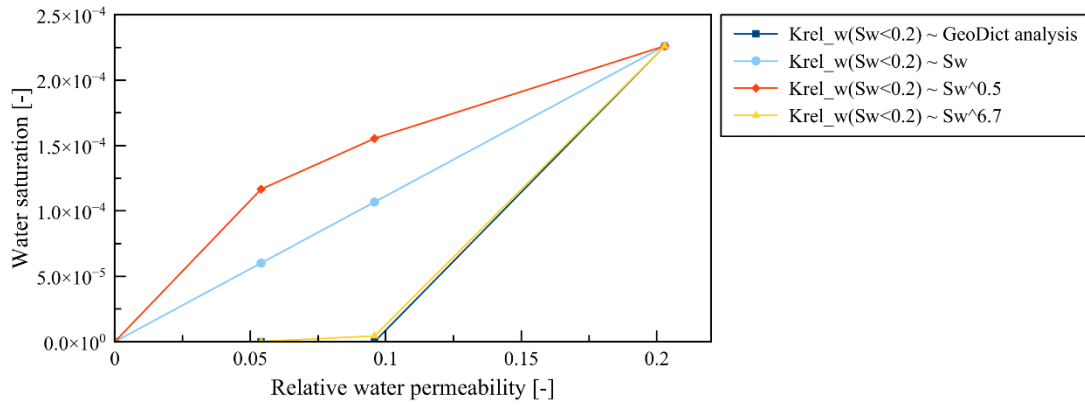 2.5×10⁻⁴
2.0×10⁻⁴
1.5×10⁻⁴
1.0×10⁻⁴
5.0×10⁻⁵
0.0×10⁰
Water saturation [-]
0
0.05
0.1
0.15
0.2
Relative water permeability [-]
Krel_w(Sw<0.2) ~ GeoDict analysis
Krel_w(Sw<0.2) ~ Sw
Krel_w(Sw<0.2) ~ Sw^0.5
Krel_w(Sw<0.2) ~ Sw^6.7